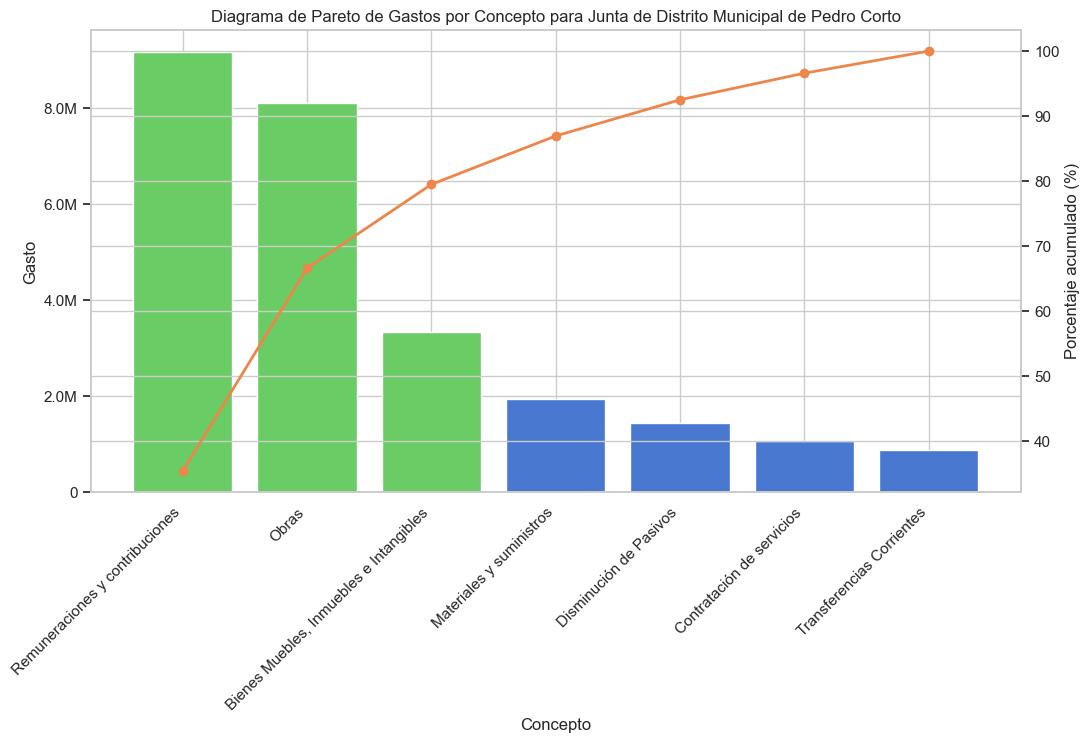 Diagrama de Pareto de Gastos por Concepto para Junta de Distrito Municipal de Pedro Corto
8.0M
6.0M
4.0M
2.0M
0
Gasto
100
90
80
70
60
50
40
Porcentaje acumulado (%)
Remuneraciones y contribuciones
Obras
Bienes Muebles, Inmuebles e Intangibles
Materiales y suministros
Disminución de Pasivos
Contratación de servicios
Transferencias Corrientes
Concepto